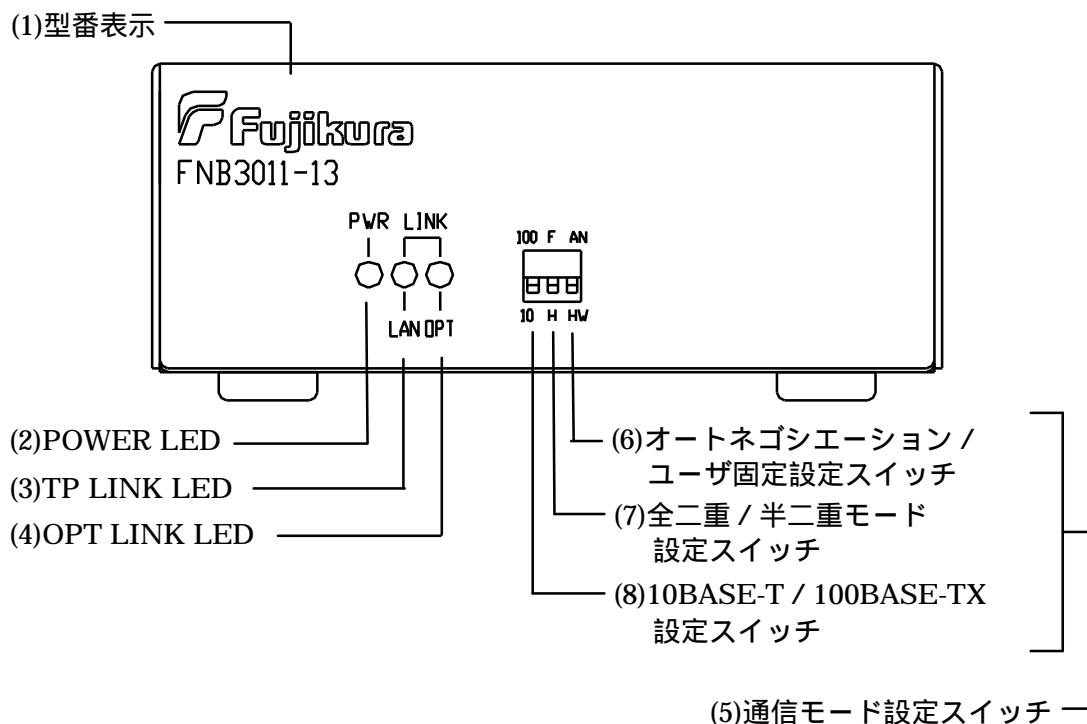 (1)型番表示
Fujikura
FNB3011-13
PWR LINK
LAN OPT
100 F AN
10 H HW
(2)POWER LED
(3)TP LINK LED
(4)OPT LINK LED
(6)オートネゴシエーション /
ユーザ固定設定スイッチ
(7)全二重 / 半二重モード
設定スイッチ
(8)10BASE-T / 100BASE-TX
設定スイッチ
(5)通信モード設定スイッチ